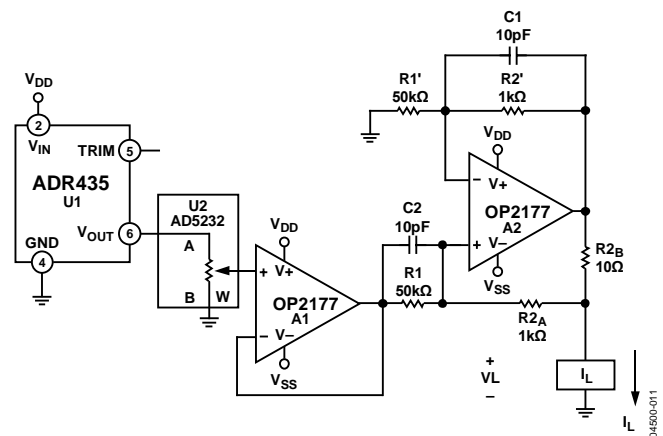 C1
10pF
R1'
50kΩ
R2'
1kΩ
VDD
2
VIN
TRIM
5
ADR435
U1
GND
4
VOUT
6
U2
AD5232
A
B
W
VDD
+
V+
OP2177
A1
−
V−
VSS
C2
10pF
R1
50kΩ
VDD
−
V+
OP2177
A2
+
V−
VSS
R2B
10Ω
R2A
1kΩ
+
VL
−
IL
IL
04500-011